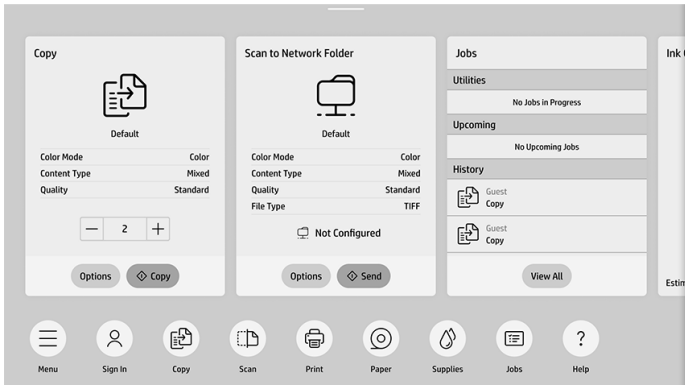 Copy
Default
Color Mode Color
Content Type Mixed
Quality Standard
2
Options Copy
Scan to Network Folder
Default
Color Mode Color
Content Type Mixed
Quality Standard
File Type TIFF
Not Configured
Options Send
Jobs
Utilities
No Jobs in Progress
Upcoming
No Upcoming Jobs
History
Guest
Copy
Guest
Copy
View All
Ink
Menu Sign In Copy Scan Print Paper Supplies Jobs Help